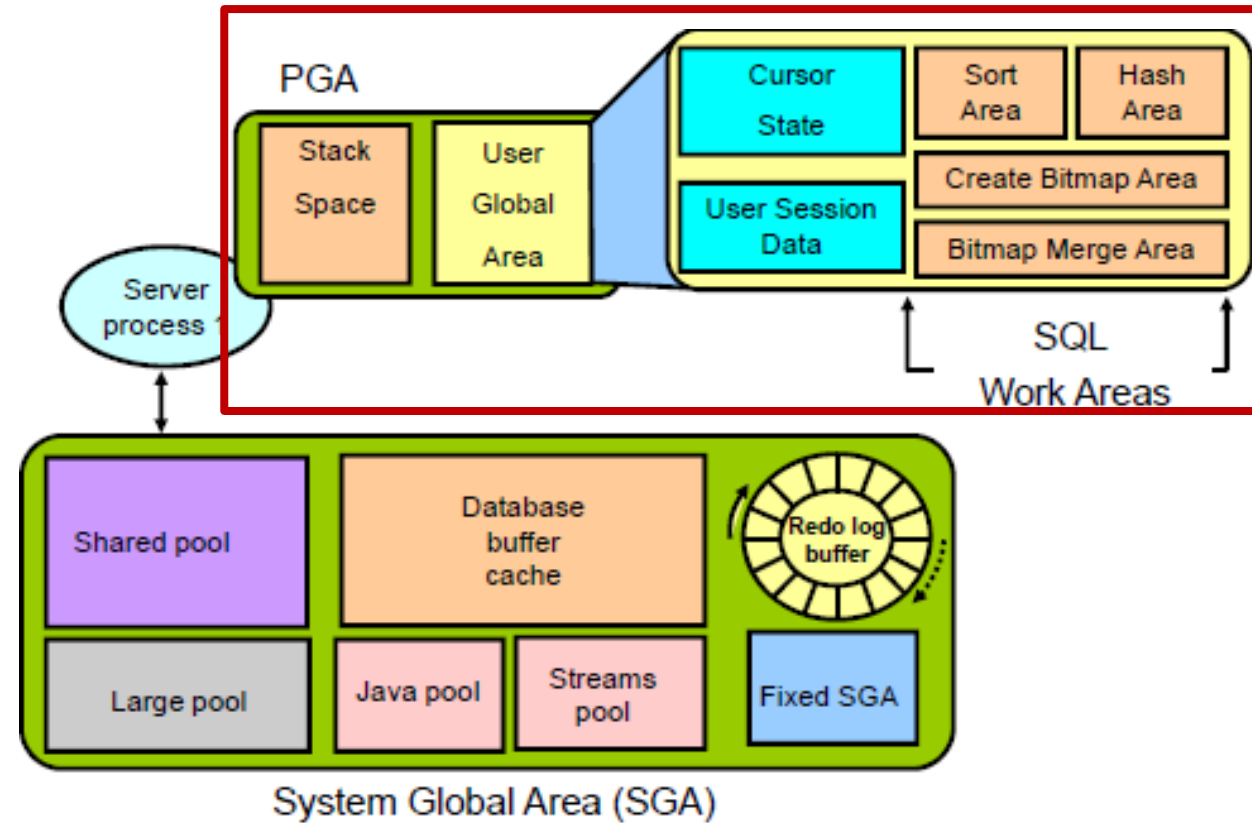 PGA
Stack
Space
User
Global
Area
Cursor
State
User Session
Data
Sort
Area
Hash
Area
Create Bitmap Area
Bitmap Merge Area
SQL
Work Areas
Server
process 1
Shared pool
Database
buffer
cache
Redo log
buffer
Large pool
Java pool
Streams
pool
Fixed SGA
System Global Area (SGA)